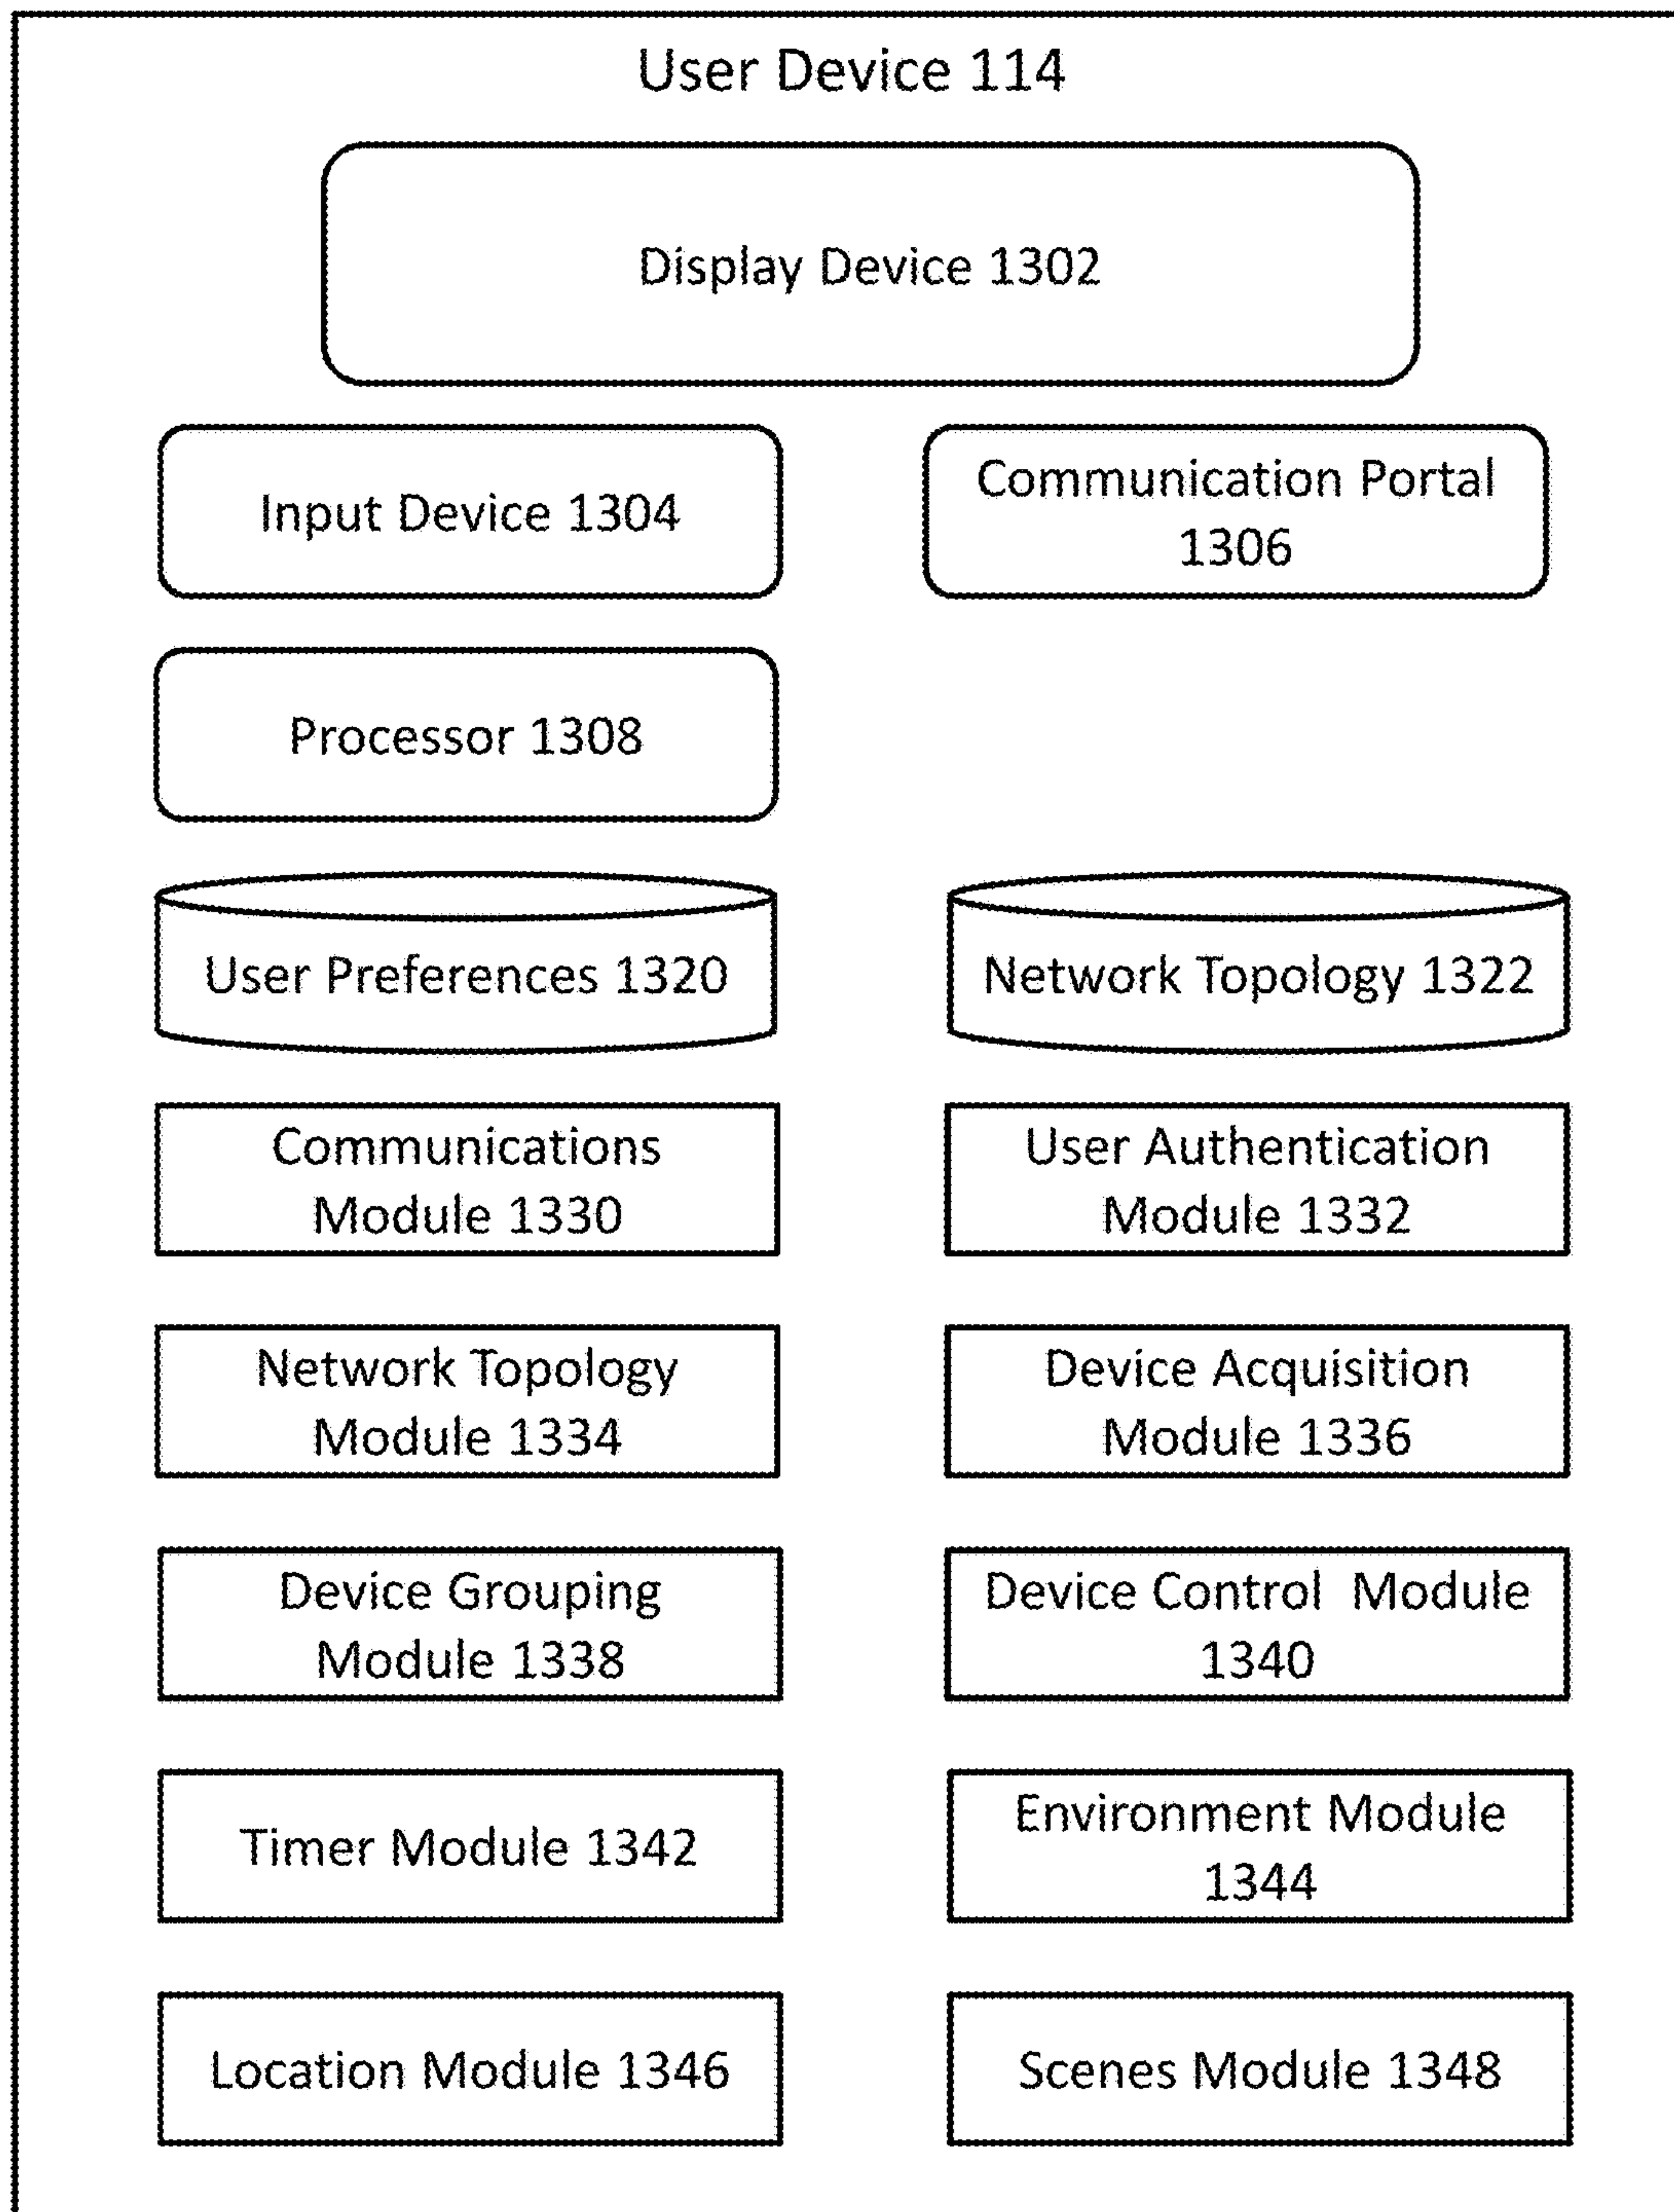 User Device 114
Display Device 1302
Input Device 1304
Communication Portal
1306
Processor 1308
User Preferences 1320
Network Topology 1322
Communications
Module 1330
User Authentication
Module 1332
Network Topology
Module 1334
Device Acquisition
Module 1336
Device Grouping
Module 1338
Device Control  Module
1340
Timer Module 1342
Environment Module
1344
Location Module 1346
Scenes Module 1348